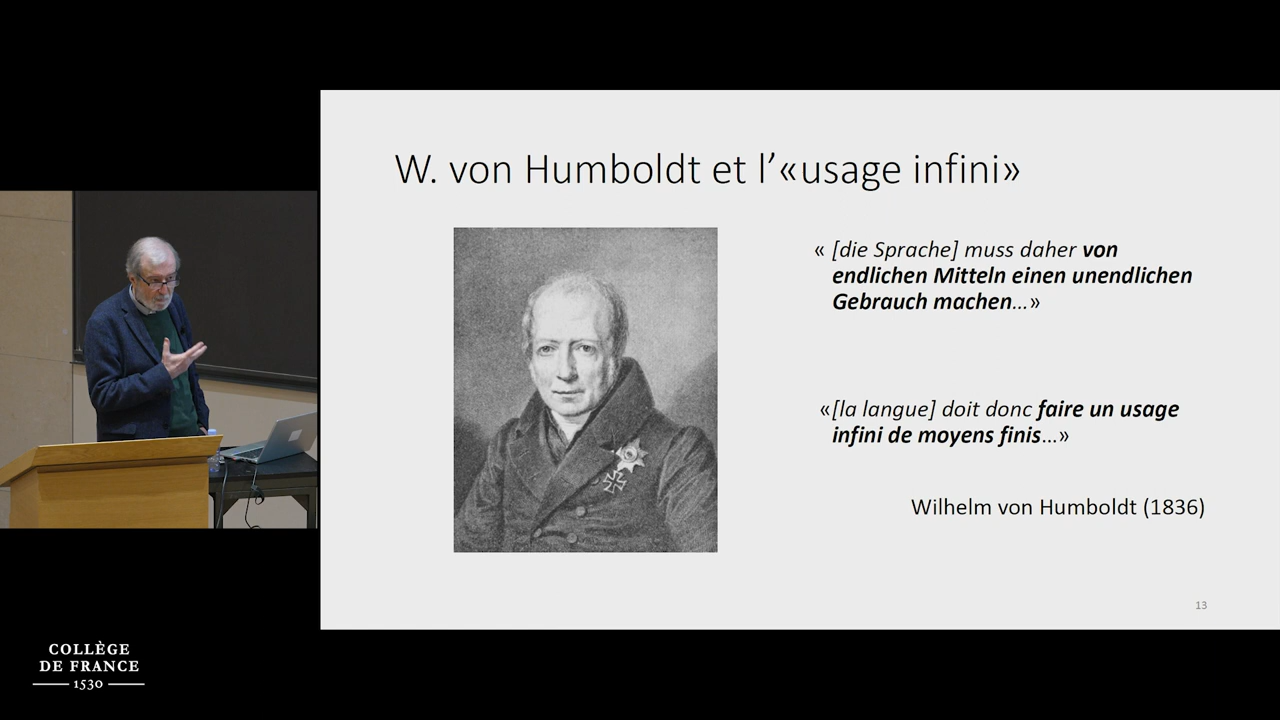 W. von Humboldt et l’«usage infini»
« [die Sprache] muss daher von
endlichen Mitteln einen unendlichen
Gebrauch machen…»
«[la langue] doit donc faire un usage
infini de moyens finis…»
Wilhelm von Humboldt (1836)
13
COLLÈGE
DE FRANCE
1530